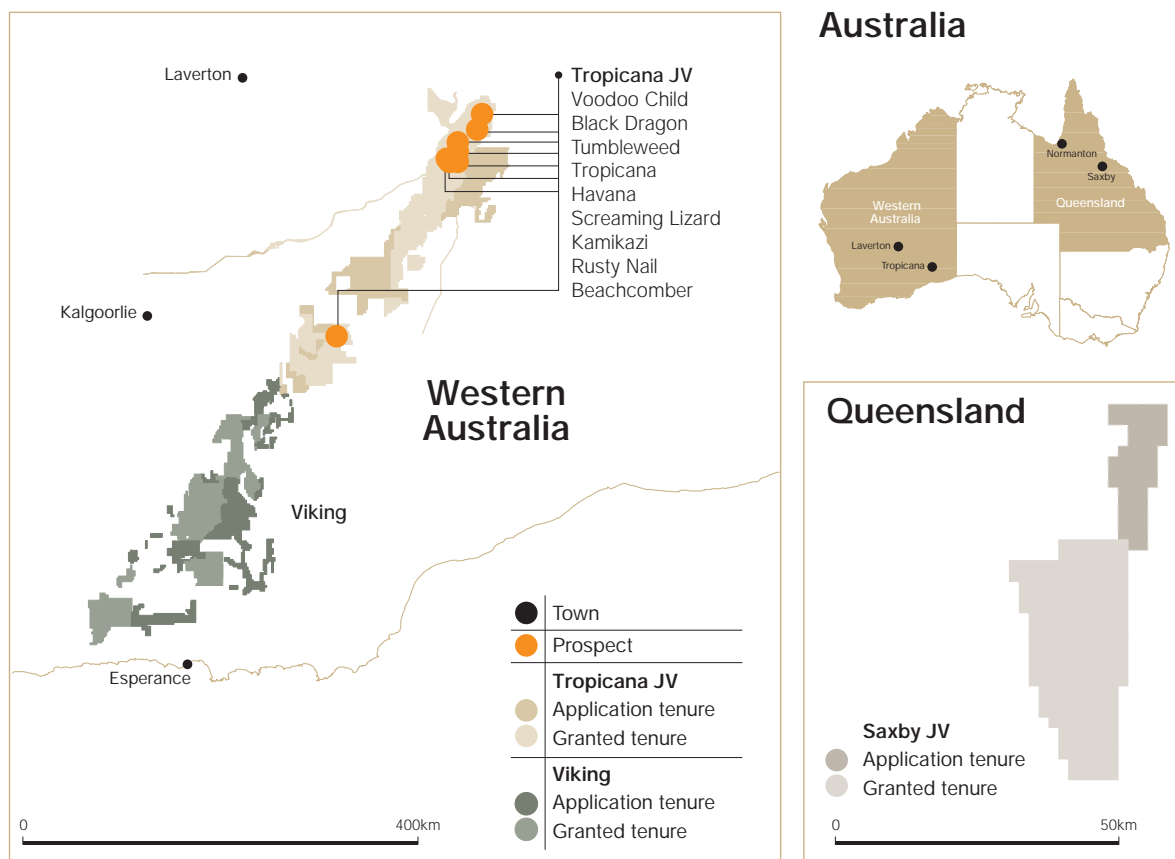 Laverton
Tropicana JV
Voodoo Child
Black Dragon
Tumbleweed
Tropicana
Havana
Screaming Lizard
Kamikazi
Rusty Nail
Beachcomber
Kalgoorlie
Western
Australia
Viking
Esperance
Town
Prospect
Tropicana JV
Application tenure
Granted tenure
Viking
Application tenure
Granted tenure
0
400km
Australia
Normanton
Saxby
Western
Australia
Queensland
Laverton
Tropicana
Queensland
Saxby JV
Application tenure
Granted tenure
0
50km